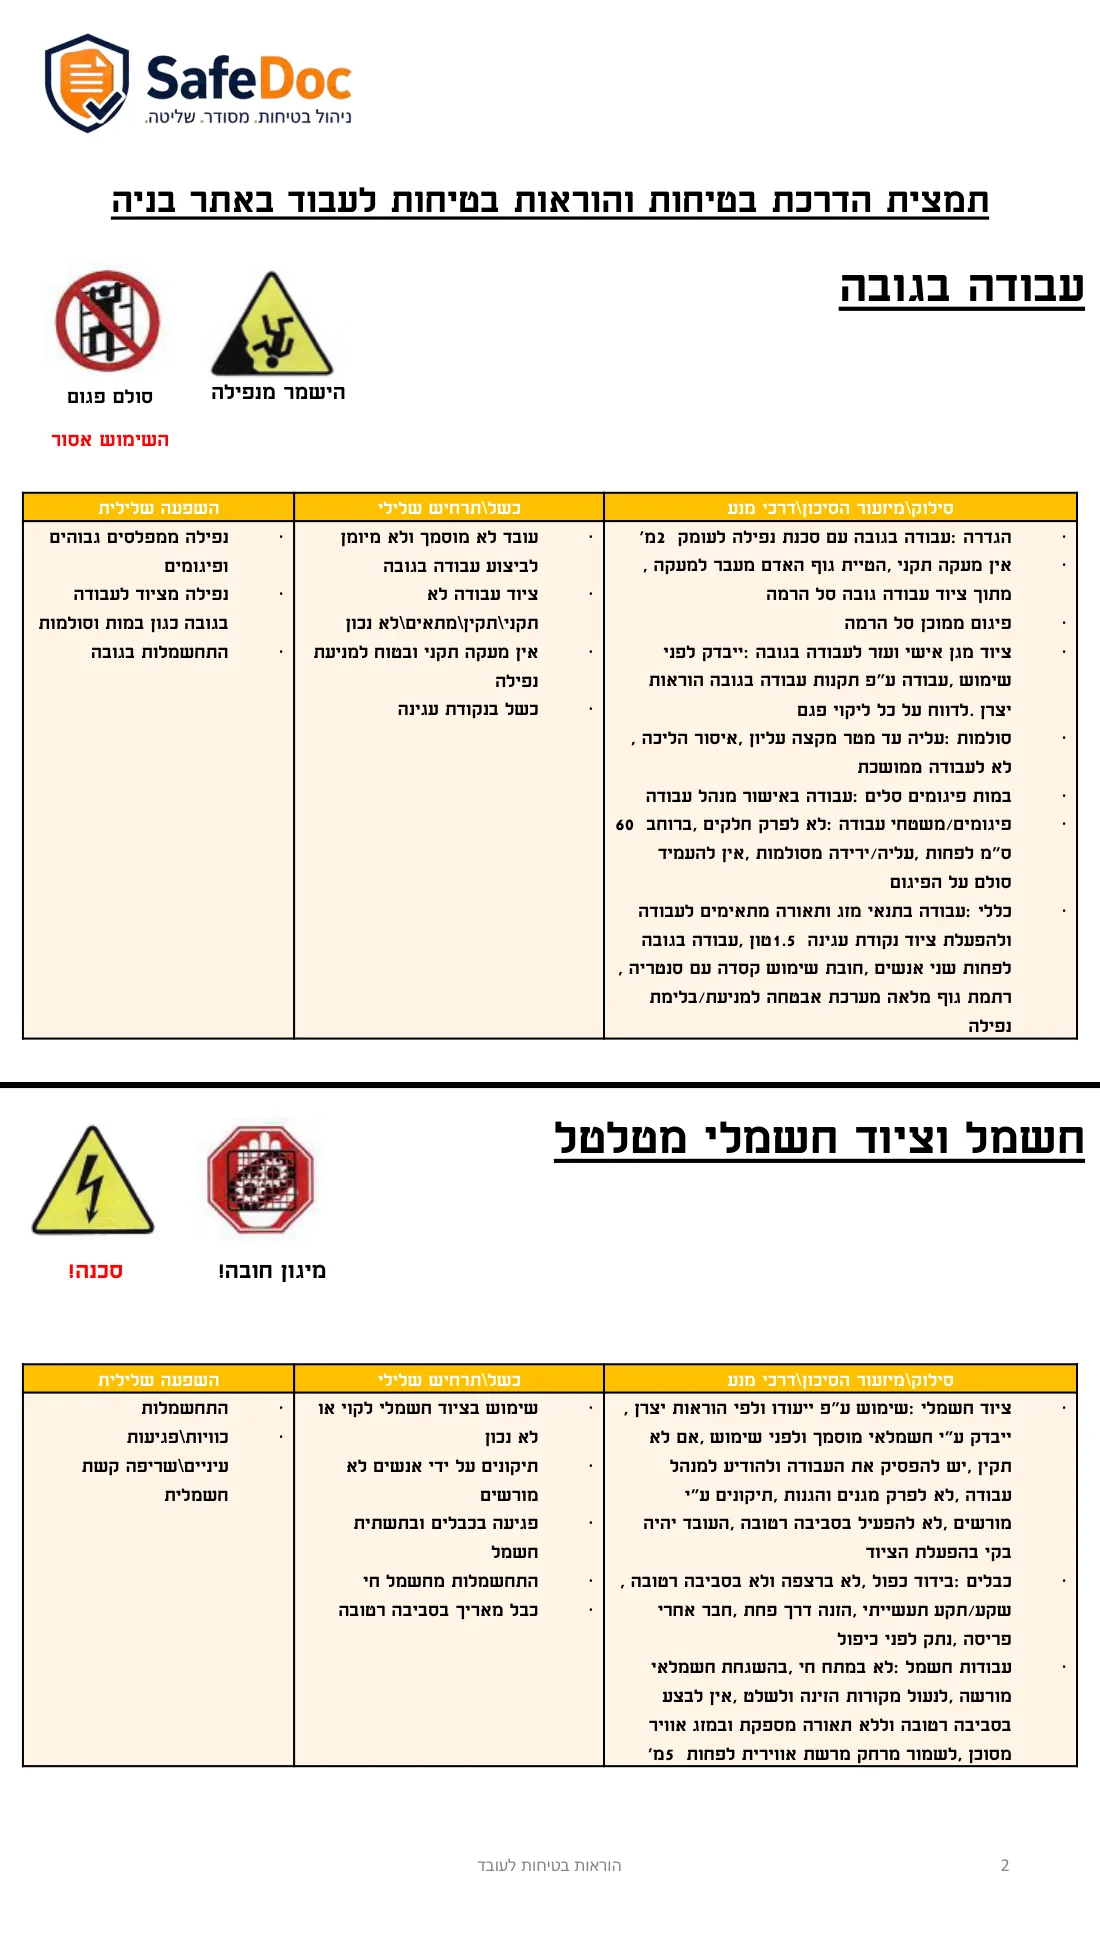 SafeDoc
ניהול בטיחות. מסודר. שליטה.
תמצית הדרכת בטיחות והוראות בטיחות לעבוד באתר בניה
עבודה בגובה
הישמר מנפילה
סולם פגום
השימוש אסור
סילוק\מיזעור הסיכון\דרכי מנע
הגדרה :עבודה בגובה עם סכנת נפילה לעומק 2מ'
אין מעקה תקני ,הטיית גוף האדם מעבר למעקה ,
מתוך ציוד עבודה גובה סל הרמה
פיגום ממוכן סל הרמה
ציוד מגן אישי ועזר לעבודה בגובה :ייבדק לפני
שימוש ,עבודה ע"פ תקנות עבודה בגובה הוראות
יצרן .לדווח על כל ליקוי פגם
סולמות :עליה עד מטר מקצה עליון ,איסור הליכה ,
לא לעבודה ממושכת
במות פיגומים סלים :עבודה באישור מנהל עבודה
פיגומים/משטחי עבודה :לא לפרק חלקים ,ברוחב 60
ס"מ לפחות ,עליה/ירידה מסולמות ,אין להעמיד
סולם על הפיגום
כללי :עבודה בתנאי מזג ותאורה מתאימים לעבודה
ולהפעלת ציוד נקודת עגינה 1.5טון ,עבודה בגובה
לפחות שני אנשים ,חובת שימוש קסדה עם סנטריה ,
רתמת גוף מלאה מערכת אבטחה למניעת/בלימת
נפילה
כשל\תרחיש שלילי
עובד לא מוסמך ולא מיומן
לביצוע עבודה בגובה
ציוד עבודה לא
תקני\תקין\מתאים\לא נכון
אין מעקה תקני ובטוח למניעת
נפילה
כשל בנקודת עגינה
השפעה שלילית
נפילה ממפלסים גבוהים
ופיגומים
נפילה מציוד לעבודה
בגובה כגון במות וסולמות
התחשמלות בגובה
חשמל וציוד חשמלי מטלטל
מיגון חובה!
סכנה!
סילוק\מיזעור הסיכון\דרכי מנע
ציוד חשמלי :שימוש ע"פ ייעודו ולפי הוראות יצרן ,
ייבדק ע"י חשמלאי מוסמך ולפני שימוש ,אם לא
תקין ,יש להפסיק את העבודה ולהודיע למנהל
עבודה ,לא לפרק מגנים והגנות ,תיקונים ע"י
מורשים ,לא להפעיל בסביבה רטובה ,העובד יהיה
בקי בהפעלת הציוד
כבלים :בידוד כפול ,לא ברצפה ולא בסביבה רטובה ,
שקע/תקע תעשייתי ,הזנה דרך פחת ,חבר אחרי
פריסה ,נתק לפני כיפול
עבודות חשמל :לא במתח חי ,בהשגחת חשמלאי
מורשה ,לנעול מקורות הזינה ולשלט ,אין לבצע
בסביבה רטובה וללא תאורה מספקת ובמזג אוויר
מסוכן ,לשמור מרחק מרשת אווירית לפחות 5מ'
כשל\תרחיש שלילי
שימוש בציוד חשמלי לקוי או
לא נכון
תיקונים על ידי אנשים לא
מורשים
פגיעה בכבלים ובתשתית
חשמל
התחשמלות מחשמל חי
כבל מאריך בסביבה רטובה
השפעה שלילית
התחשמלות
כוויות\פגיעות
עיניים\שריפה קשת
חשמלית
הוראות בטיחות לעובד
2